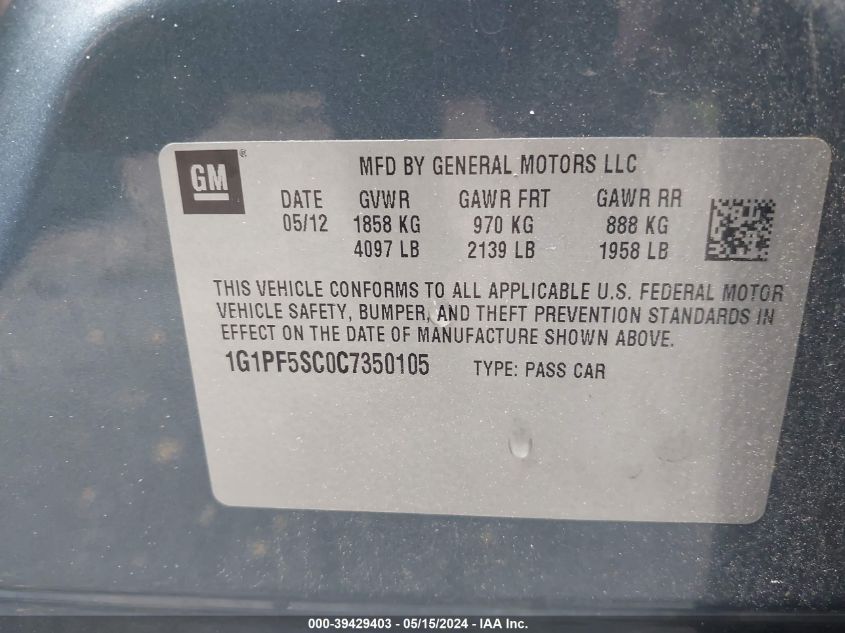 GM®
MFD BY GENERAL MOTORS LLC
DATE GVWR GAWR FRT GAWR RR
05/12 1858 KG 970 KG 888 KG
4097 LB 2139 LB 1958 LB
THIS VEHICLE CONFORMS TO ALL APPLICABLE U.S. FEDERAL MOTOR
VEHICLE SAFETY, BUMPER, AND THEFT PREVENTION STANDARDS IN
EFFECT ON THE DATE OF MANUFACTURE SHOWN ABOVE.
1G1PF5SC0C7350105 TYPE: PASS CAR
000-39429403 - 05/15/2024 - IAA Inc.